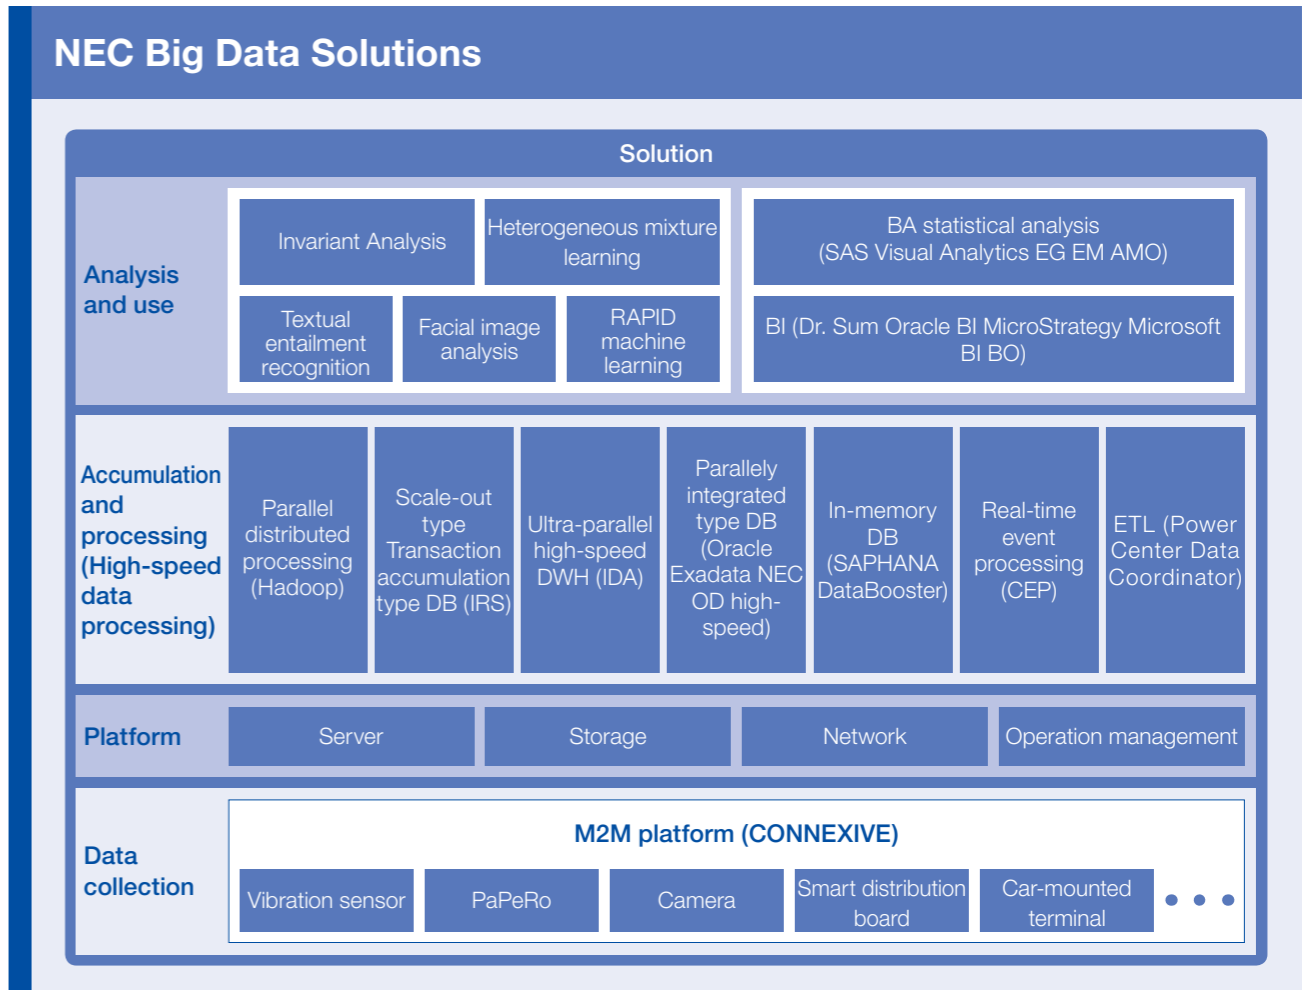 NEC Big Data Solutions
Solution
Analysis
and use
Invariant Analysis
Heterogeneous mixture
learning
Textual
entailment
recognition
Facial image
analysis
RAPID
machine
learning
BA statistical analysis
(SAS Visual Analytics EG EM AMO)
BI (Dr. Sum Oracle BI MicroStrategy Microsoft
BI BO)
Accumulation
and
processing
(High-speed
data
processing)
Parallel
distributed
processing
(Hadoop)
Scale-out
type
Transaction
accumulation
type DB (IRS)
Ultra-parallel
high-speed
DWH (IDA)
Parallely
integrated
type DB
(Oracle
Exadata NEC
OD high-
speed)
In-memory
DB
(SAPHANA
DataBooster)
Real-time
event
processing
(CEP)
ETL (Power
Center Data
Coordinator)
Platform
Server
Storage
Network
Operation management
Data
collection
M2M platform (CONNEXIVE)
Vibration sensor
PaPeRo
Camera
Smart distribution
board
Car-mounted
terminal
• • •